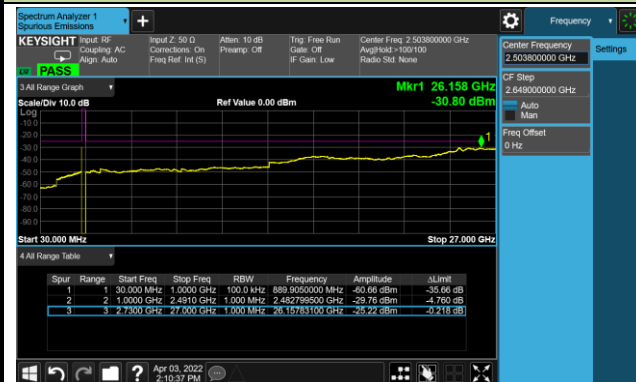 Spectrum Analyzer 1
Spurious Emissions
Frequency
KEYSIGHT
Input: RF
Coupling: AC
Align: Auto
Input Z: 50 Ω
Corrections: On
Freq Ref: Int (S)
Atten: 10 dB
Preamp: Off
Trig: Free Run
Gate: Off
IF Gain: Low
Center Freq: 2.503800000 GHz
Avg|Hold:>100/100
Radio Std: None
PASS
Center Frequency
2.503800000 GHz
Settings
CF Step
2.649000000 GHz
Auto
Man
Freq Offset
0 Hz
3 All Range Graph
Mkr1 26.158 GHz
Scale/Div 10.0 dB
Ref Value 0.00 dBm
-30.80 dBm
Log
-10.0
-20.0
-30.0
-40.0
-50.0
-60.0
-70.0
-80.0
-90.0
1
Start 30.000 MHz
Stop 27.000 GHz
4 All Range Table
Spur Range Start Freq Stop Freq RBW Frequency Amplitude ΔLimit
1 1 30.000 MHz 1.0000 GHz 100.0 kHz 889.9050000 MHz -60.66 dBm -35.66 dB
2 2 1.0000 GHz 2.4910 GHz 1.000 MHz 2.482799500 GHz -29.76 dBm -4.760 dB
3 3 2.7300 GHz 27.000 GHz 1.000 MHz 26.15783100 GHz -25.22 dBm -0.218 dB
Apr 03, 2022
2:10:37 PM